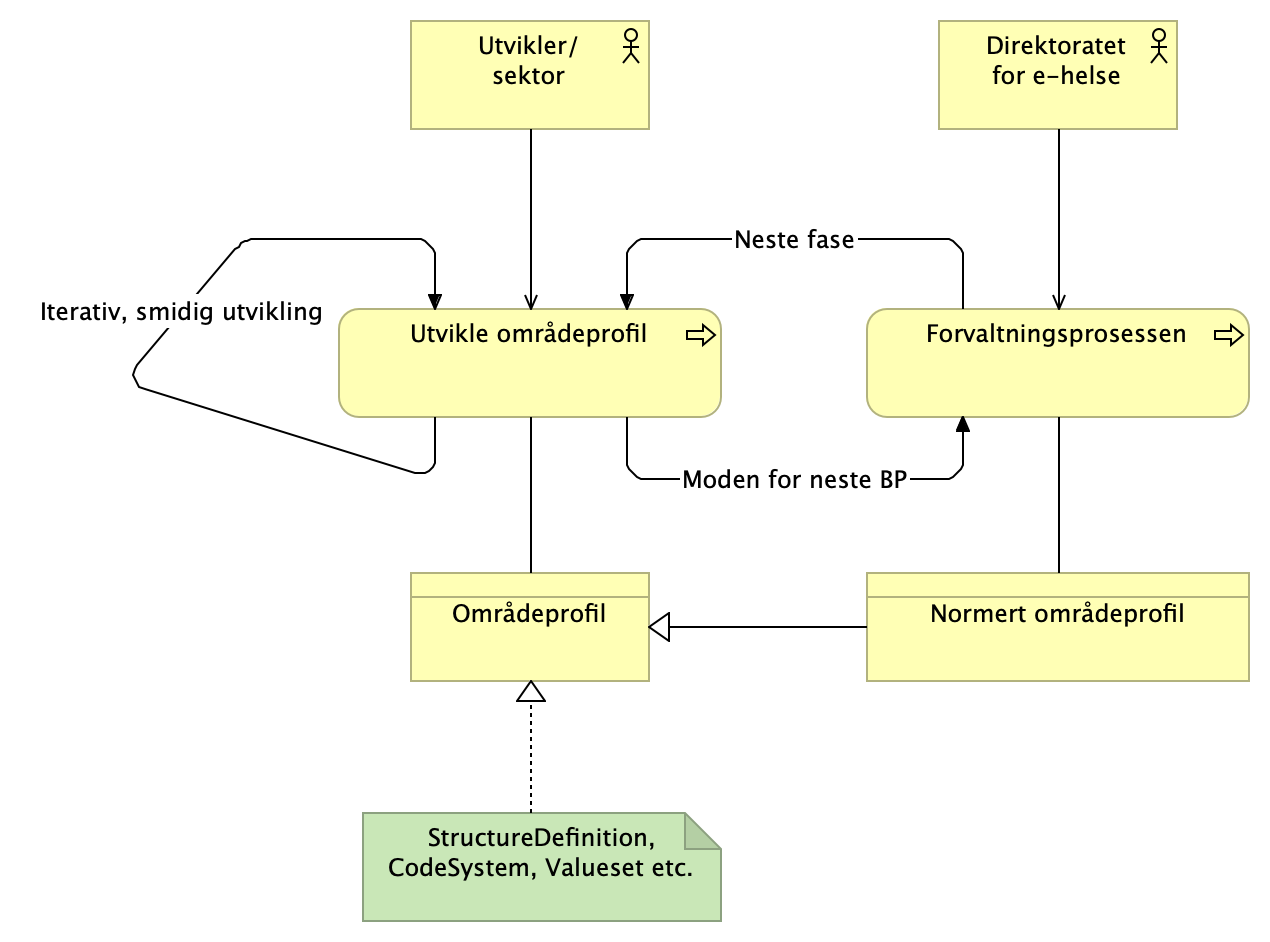 Utvikler/
sektor
Direktoratet
for e-helse
Neste fase
Iterativ, smidig utvikling
Utvikle områdeprofil
Forvaltningsprosessen
Moden for neste BP
Områdeprofil
Normert områdeprofil
StructureDefinition,
CodeSystem, Valueset etc.